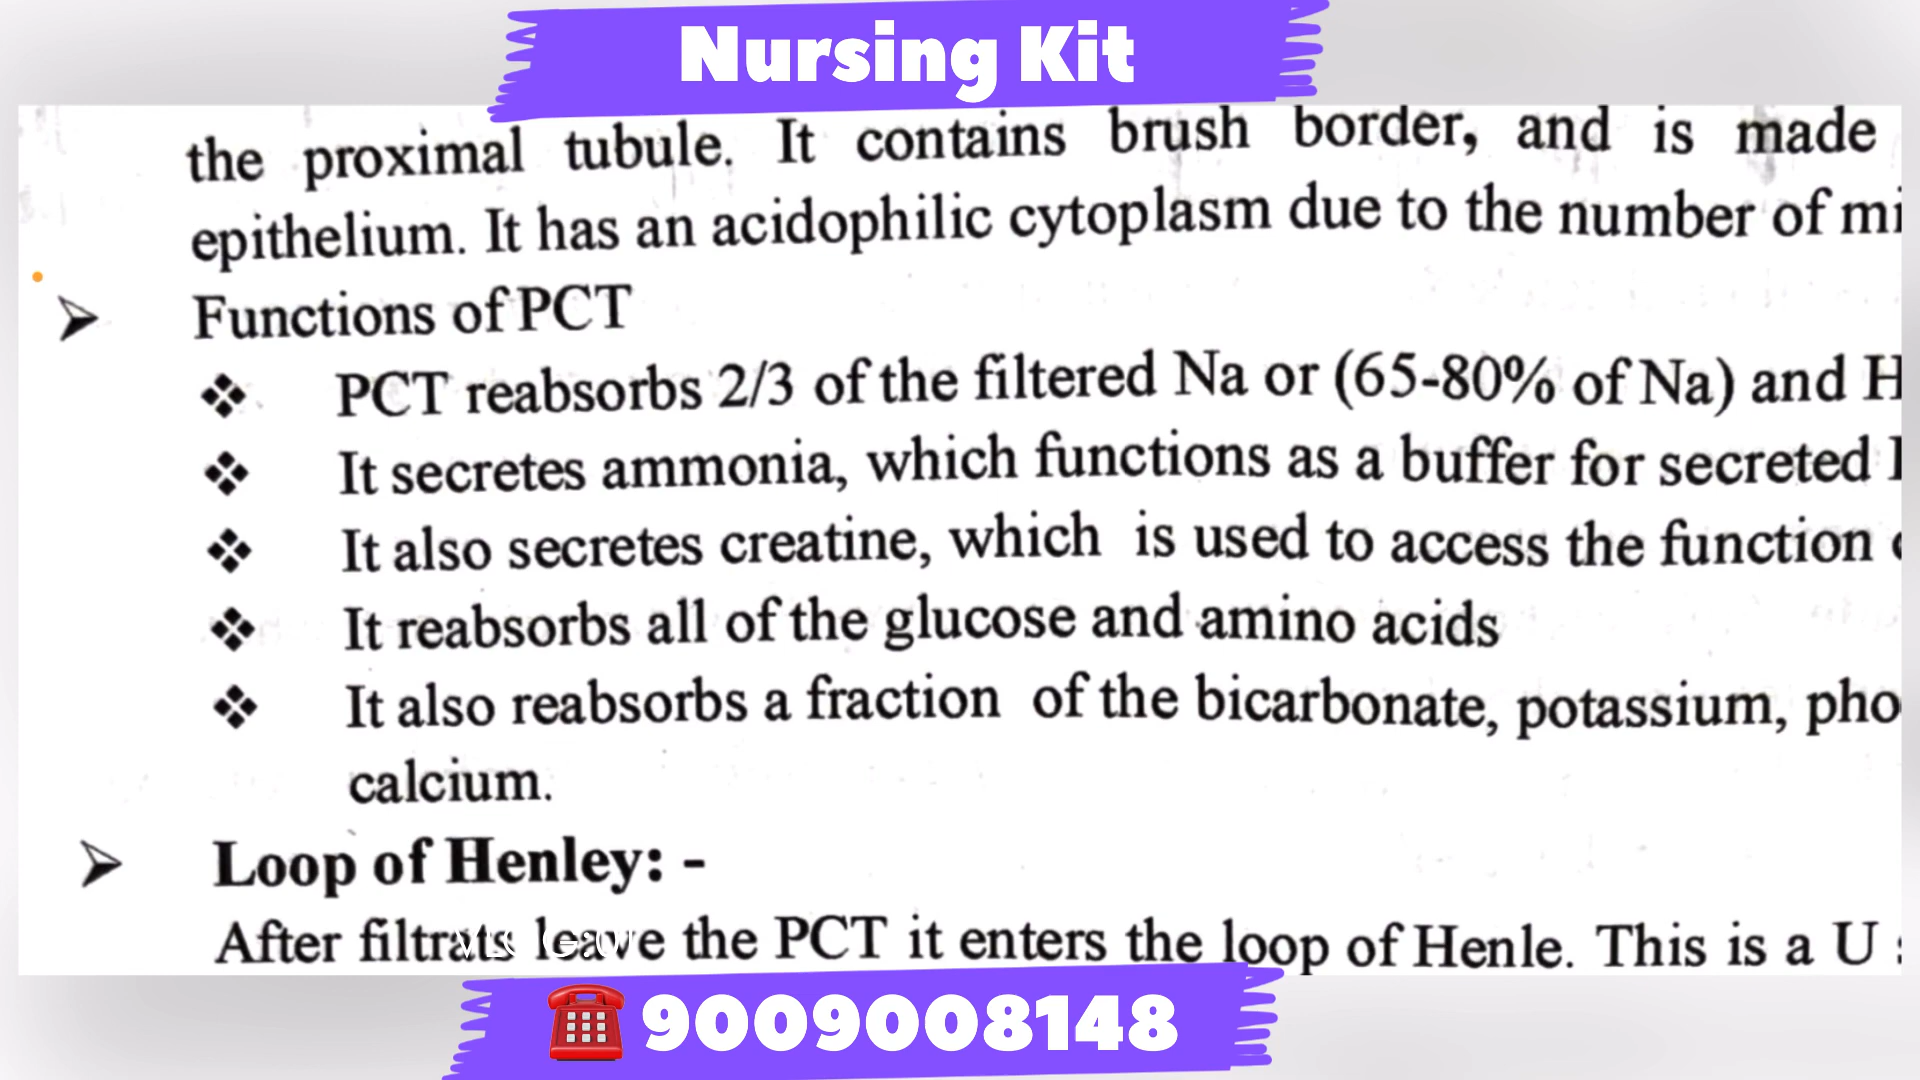 Nursing Kit
the proximal tubule. It contains brush border, and is made
epithelium. It has an acidophilic cytoplasm due to the number of mi
➢ Functions of PCT
❖ PCT reabsorbs 2/3 of the filtered Na or (65-80% of Na) and H
❖ It secretes ammonia, which functions as a buffer for secreted
❖ It also secretes creatine, which is used to access the function
❖ It reabsorbs all of the glucose and amino acids
❖ It also reabsorbs a fraction of the bicarbonate, potassium, pho
calcium.
➢ Loop of Henley: -
After filtrats leave the PCT it enters the loop of Henle. This is a U
9009008148